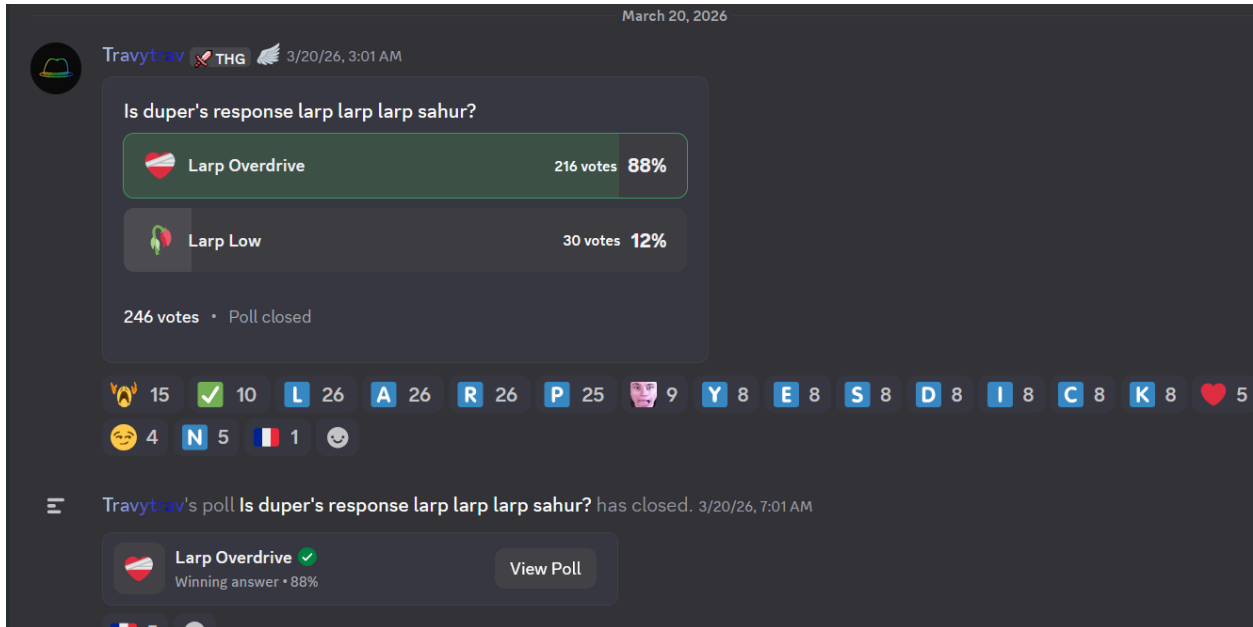 March 20, 2026
Travytrav THG 3/20/26, 3:01 AM
Is duper's response larp larp larp sahur?
Larp Overdrive 216 votes 88%
Larp Low 30 votes 12%
246 votes • Poll closed
15 10 L 26 A 26 R 26 P 25 9 Y 8 E 8 S 8 D 8 I 8 C 8 K 8 5
4 N 5 1
Travytrav's poll Is duper's response larp larp larp sahur? has closed. 3/20/26, 7:01 AM
Larp Overdrive
Winning answer • 88%
View Poll